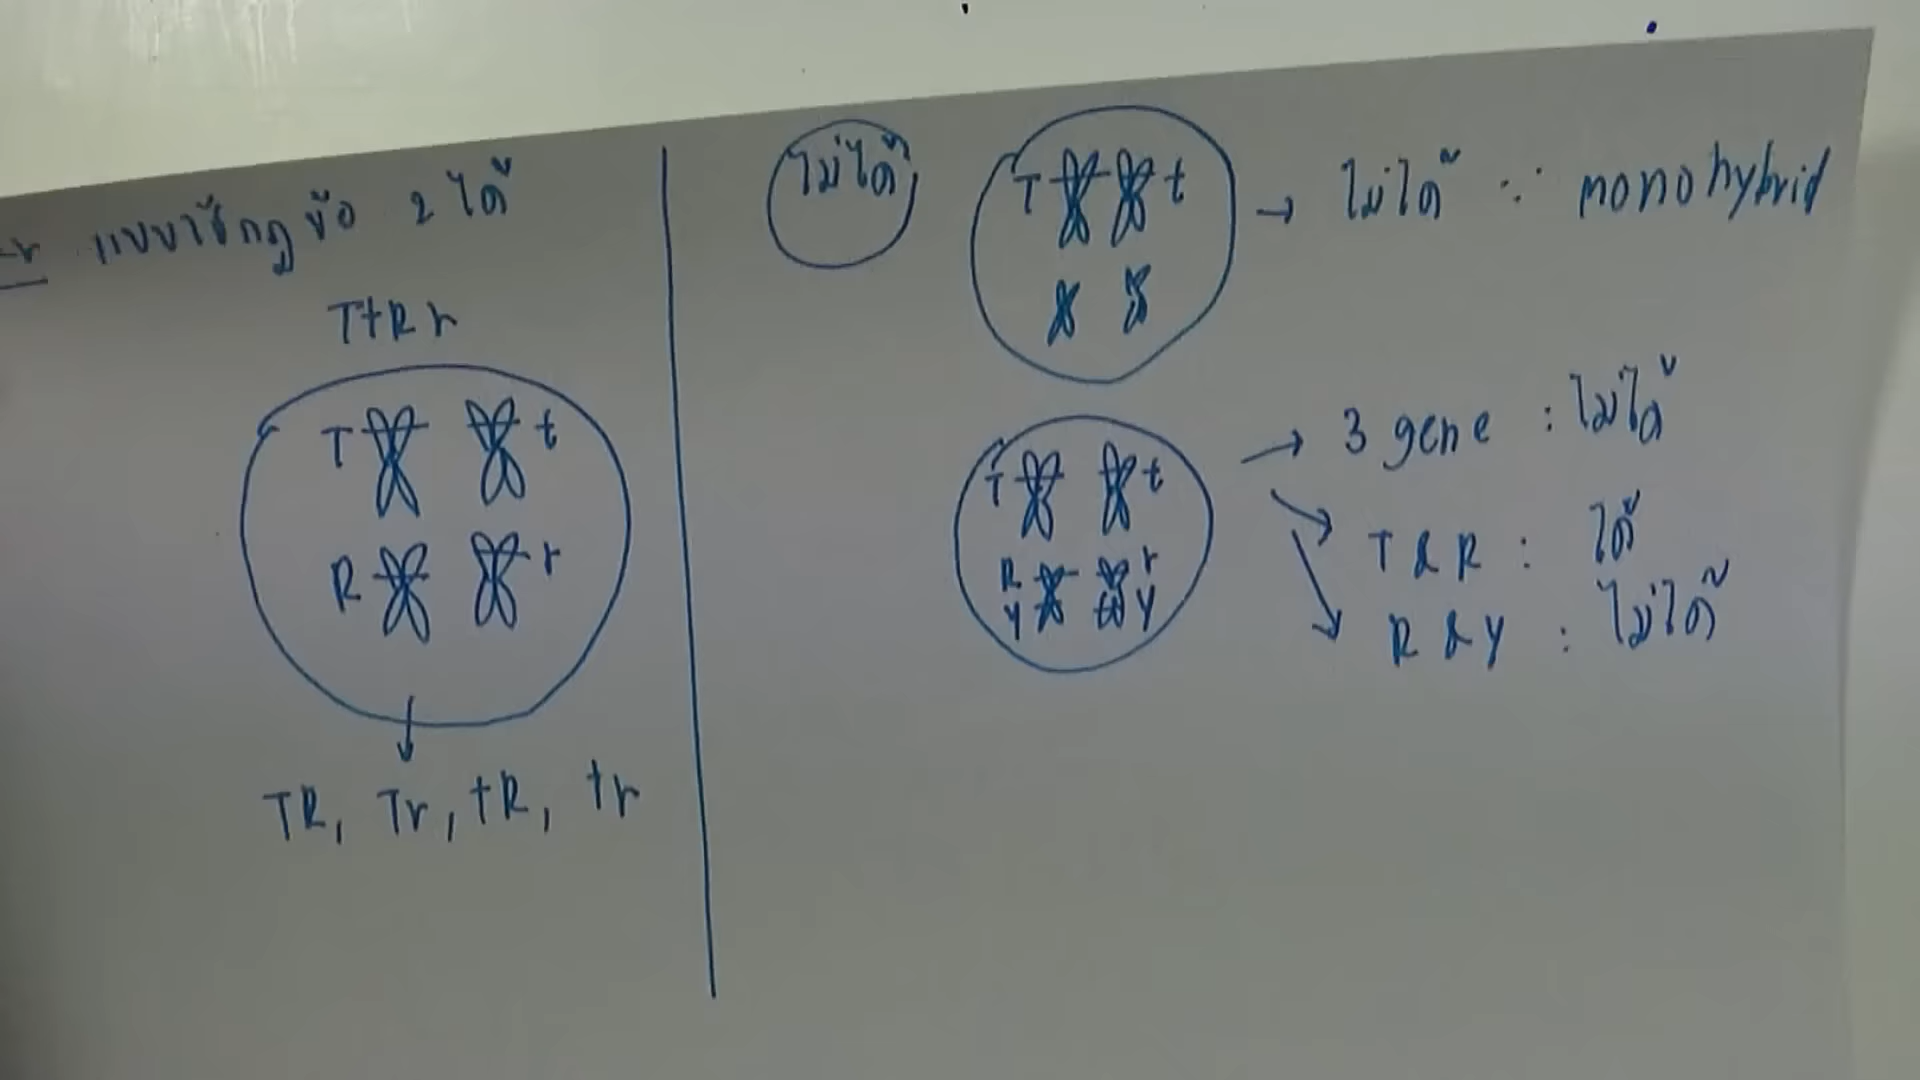 แบบใช้กฎข้อ 2 ได้
TtRr
T t
R r
TR, Tr, tR, tr
ไม่ได้
T t → ไม่ได้ ∵ monohybrid
T t
R r
y y
→ 3 gene : ไม่ได้
T & R : ได้
R & y : ไม่ได้